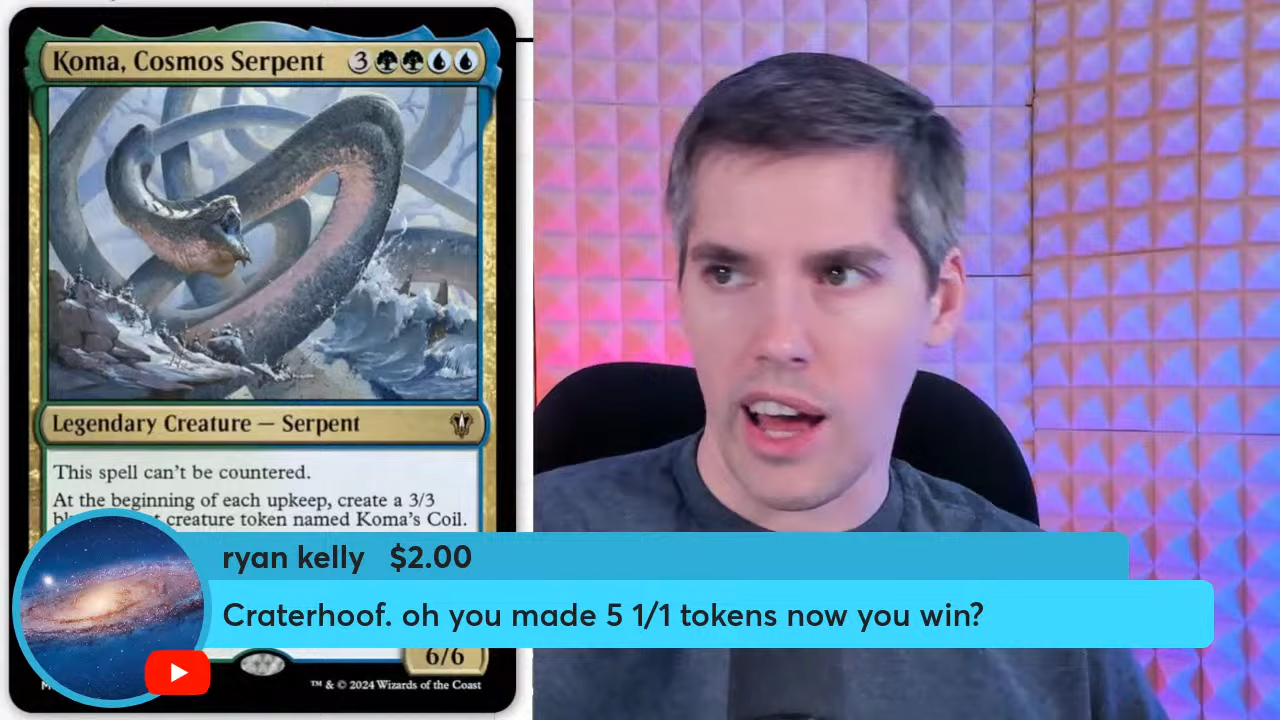 Koma, Cosmos Serpent 3
Legendary Creature — Serpent
This spell can't be countered.
At the beginning of each upkeep, create a 3/3
creature token named Koma's Coil.
ryan kelly $2.00
Craterhoof. oh you made 5 1/1 tokens now you win?
6/6
™ & © 2024 Wizards of the Coast